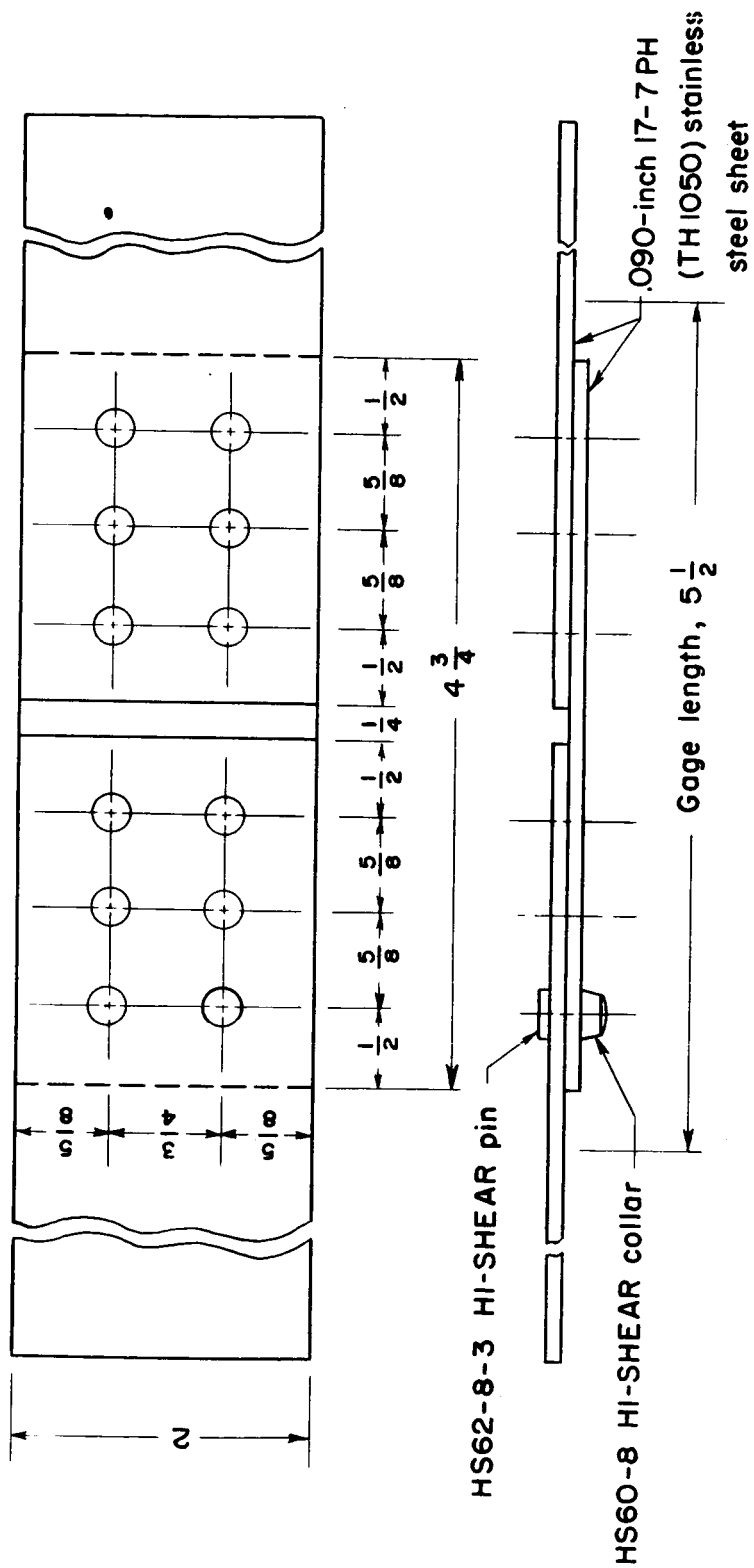 2
5/8
3/4
5/8
1/2 5/8 5/8 1/2 1/4 1/2 5/8 5/8 1/2
4 3/4
HS62-8-3 HI-SHEAR pin
HS60-8 HI-SHEAR collar
Gage length, 5 1/2
.090-inch 17-7 PH
(TH 1050) stainless
steel sheet